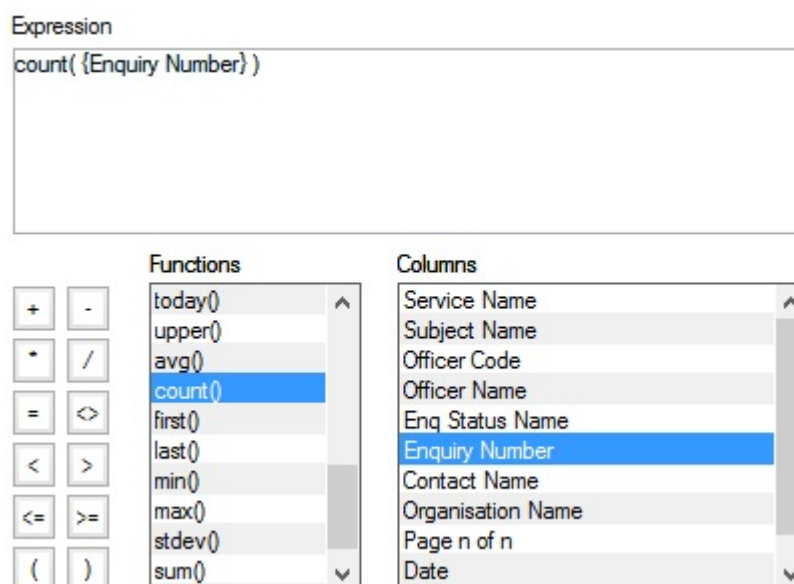 Expression
count( {Enquiry Number} )
Functions
Columns
+ -
* /
= <>
< >
<= >=
( )
today()
upper()
avg()
count()
first()
last()
min()
max()
stdev()
sum()
Service Name
Subject Name
Officer Code
Officer Name
Enq Status Name
Enquiry Number
Contact Name
Organisation Name
Page n of n
Date